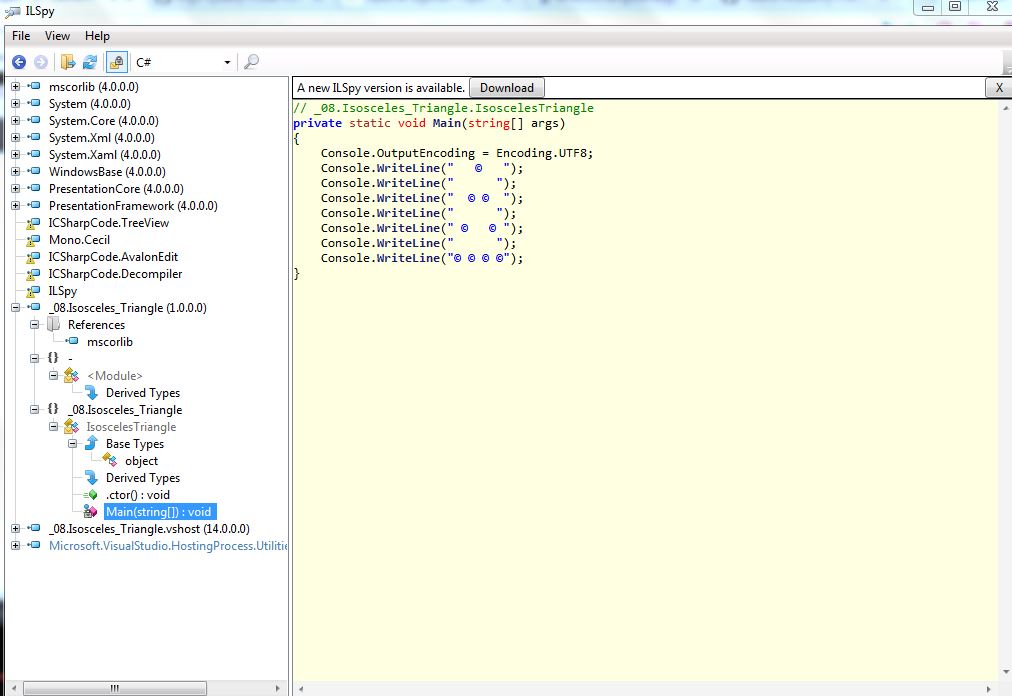 ILSpy
File View Help
C#
mscorlib (4.0.0.0)
System (4.0.0.0)
System.Core (4.0.0.0)
System.Xml (4.0.0.0)
System.Xaml (4.0.0.0)
WindowsBase (4.0.0.0)
PresentationCore (4.0.0.0)
PresentationFramework (4.0.0.0)
ICSharpCode.TreeView
Mono.Cecil
ICSharpCode.AvalonEdit
ICSharpCode.Decompiler
ILSpy
_08.Isosceles_Triangle (1.0.0.0)
References
mscorlib
{} -
<Module>
Derived Types
{} _08.Isosceles_Triangle
IsoscelesTriangle
Base Types
object
Derived Types
.ctor() : void
Main(string[]) : void
_08.Isosceles_Triangle.vshost (14.0.0.0)
Microsoft.VisualStudio.HostingProcess.Utilitie
A new ILSpy version is available. Download X
// _08.Isosceles_Triangle.IsoscelesTriangle
private static void Main(string[] args)
{
    Console.OutputEncoding = Encoding.UTF8;
    Console.WriteLine("   ©   ");
    Console.WriteLine("      ");
    Console.WriteLine("  © ©  ");
    Console.WriteLine("      ");
    Console.WriteLine(" ©   © ");
    Console.WriteLine("      ");
    Console.WriteLine("© © © ©");
}